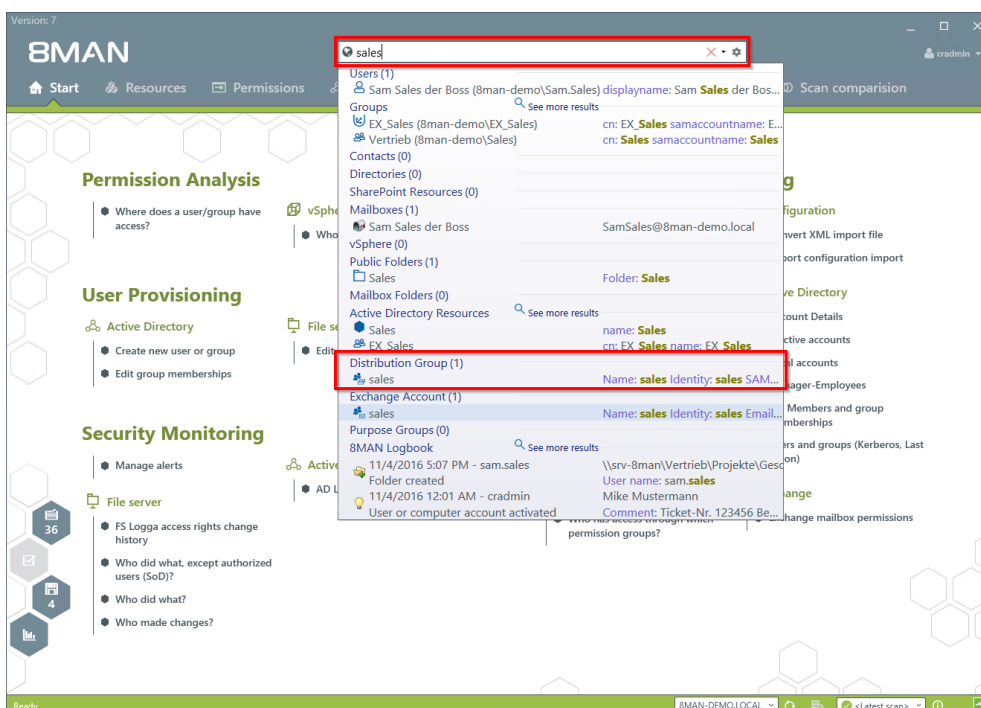 Version: 7
8MAN
sales
cradmin
Start
Resources
Permissions
Scan comparision
Users (1)
Sam Sales der Boss (8man-demo\Sam.Sales) displayname: Sam Sales der Bos...
Groups
See more results
EX_Sales (8man-demo\EX_Sales) cn: EX_Sales samaccountname: E...
Vertrieb (8man-demo\Sales) cn: Sales samaccountname: Sales
Contacts (0)
Directories (0)
SharePoint Resources (0)
Mailboxes (1)
Sam Sales der Boss SamSales@8man-demo.local
vSphere (0)
Public Folders (1)
Sales Folder: Sales
Mailbox Folders (0)
Active Directory Resources See more results
Sales name: Sales
EX_Sales cn: EX_Sales name: EX_Sales
Distribution Group (1)
sales Name: sales Identity: sales SAM...
Exchange Account (1)
sales Name: sales Identity: sales Email...
Purpose Groups (0)
8MAN Logbook See more results
11/4/2016 5:07 PM - sam.sales \\srv-8man\Vertrieb\Projekte\Gesc
Folder created User name: sam.sales
11/4/2016 12:01 AM - cradmin Mike Mustermann
User or computer account activated Comment: Ticket-Nr. 123456 Be...
Permission Analysis
Where does a user/group have
access?
vSphe
Who
User Provisioning
Active Directory
Create new user or group
Edit group memberships
File se
Edit
Security Monitoring
Manage alerts
Active
AD L
File server
FS Logga access rights change
history
Who did what, except authorized
users (SoD)?
Who did what?
Who made changes?
g
figuration
nvert XML import file
port configuration import
ve Directory
count Details
ctive accounts
al accounts
nager-Employees
Members and group
mberships
ers and groups (Kerberos, Last
on)
hange
Who has access through which
permission groups?
Exchange mailbox permissions
36
4
Ready
8MAN-DEMO.LOCAL
<Latest scan>